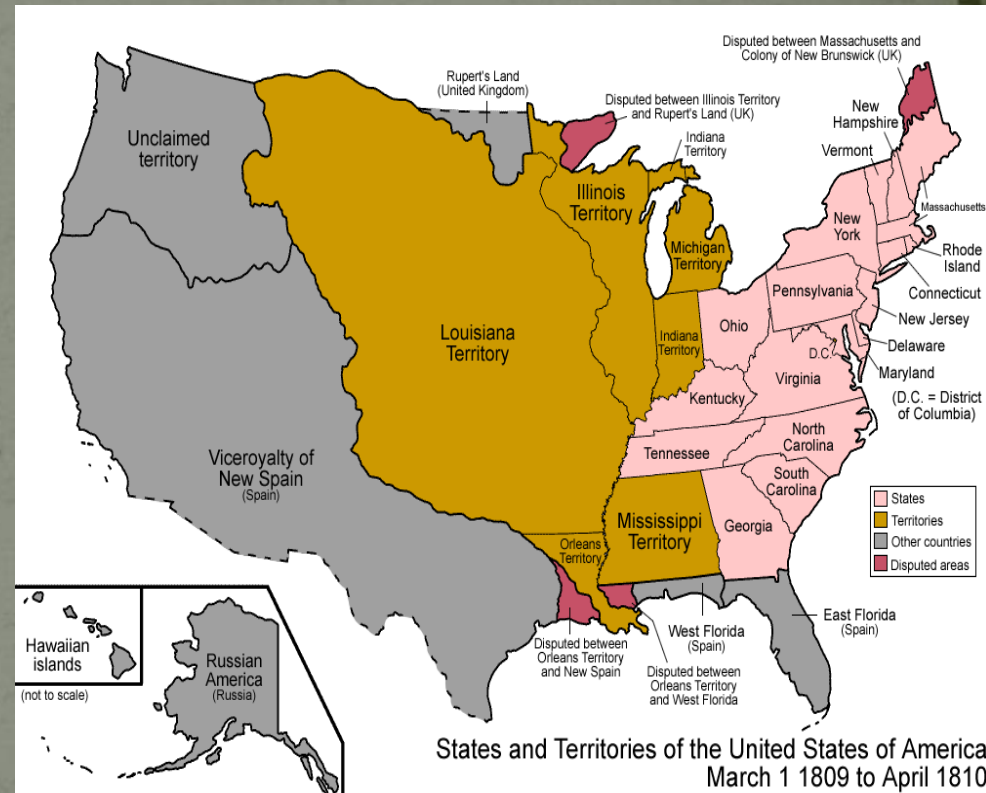 Disputed between Massachusetts and
Colony of New Brunswick (UK)
Rupert's Land
(United Kingdom)
Disputed between Illinois Territory
and Rupert's Land (UK)
New
Hampshire
Vermont
Unclaimed
territory
Indiana
Territory
Illinois
Territory
Massachusetts
New
York
Michigan
Territory
Rhode
Island
Connecticut
Pennsylvania
New Jersey
Ohio
Louisiana
Territory
Indiana
Territory
D.C.
Delaware
Maryland
Virginia
(D.C. = District
of Columbia)
Kentucky
North
Carolina
Tennessee
Viceroyalty of
New Spain
(Spain)
South
Carolina
Mississippi
Territory
Georgia
States
Territories
Other countries
Disputed areas
Orleans
Territory
East Florida
(Spain)
West Florida
(Spain)
Disputed between
Orleans Territory
and New Spain
Disputed between
Orleans Territory
and West Florida
Hawaiian
islands
(not to scale)
Russian
America
(Russia)
States and Territories of the United States of America
March 1 1809 to April 1810